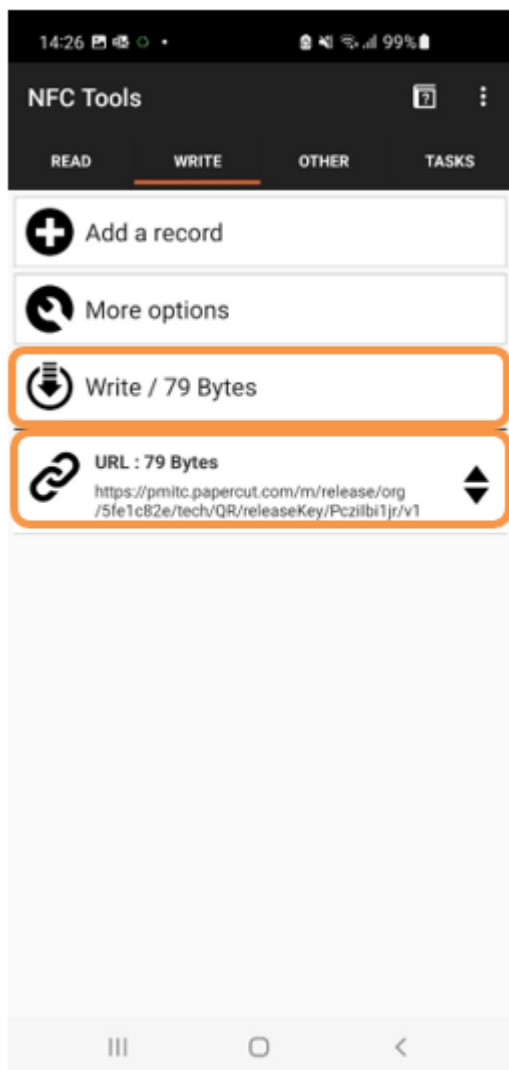 14:26
99%
NFC Tools
READ WRITE OTHER TASKS
Add a record
More options
Write / 79 Bytes
URL : 79 Bytes
https://pmitc.papercut.com/m/release/org
/5fe1c82e/tech/QR/releaseKey/PcziIbi1jr/v1